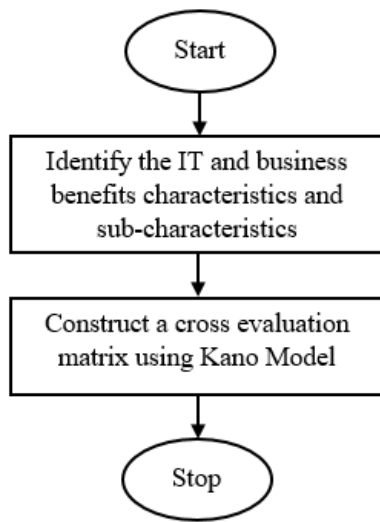 Start
Identify the IT and business
benefits characteristics and
sub-characteristics
Construct a cross evaluation
matrix using Kano Model
Stop